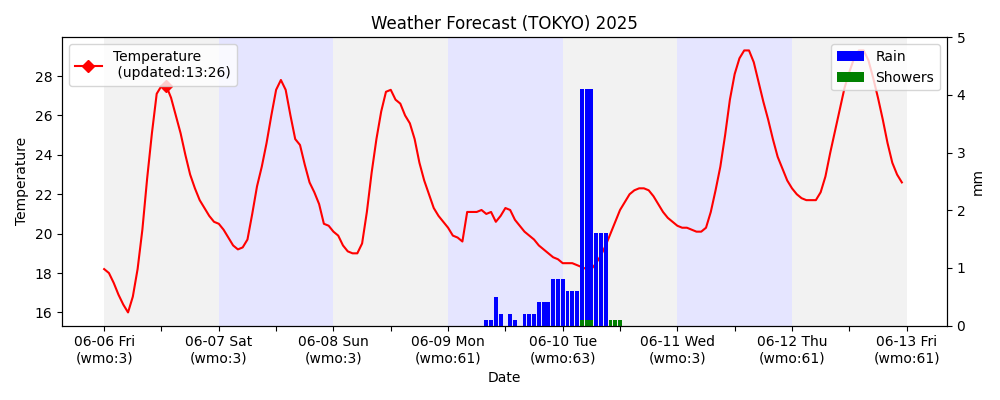 Weather Forecast (TOKYO) 2025
Temperature
(updated:13:26)
Rain
Showers
Temperature
28
26
24
22
20
18
16
5
4
3
2
1
0
mm
06-06 Fri
(wmo:3)
06-07 Sat
(wmo:3)
06-08 Sun
(wmo:3)
06-09 Mon
(wmo:61)
06-10 Tue
(wmo:63)
06-11 Wed
(wmo:3)
06-12 Thu
(wmo:61)
06-13 Fri
(wmo:61)
Date